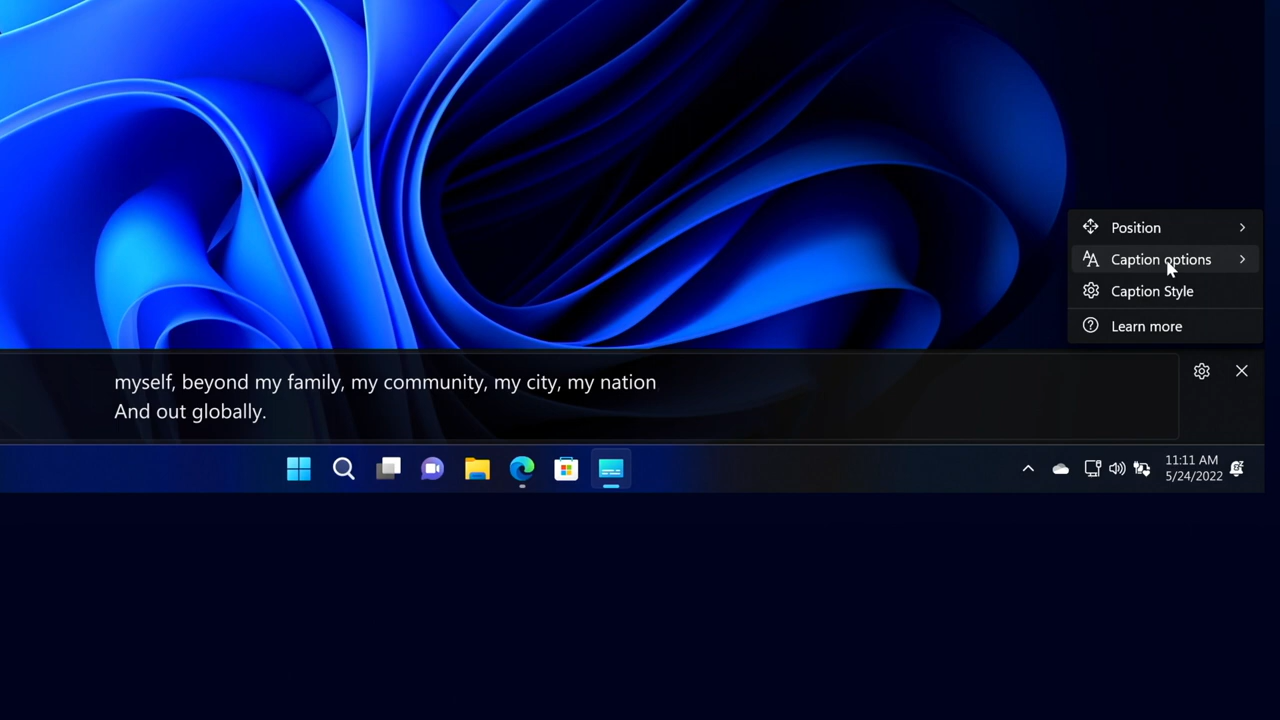 Position
Caption options
Caption Style
Learn more
myself, beyond my family, my community, my city, my nation
And out globally.
11:11 AM
5/24/2022